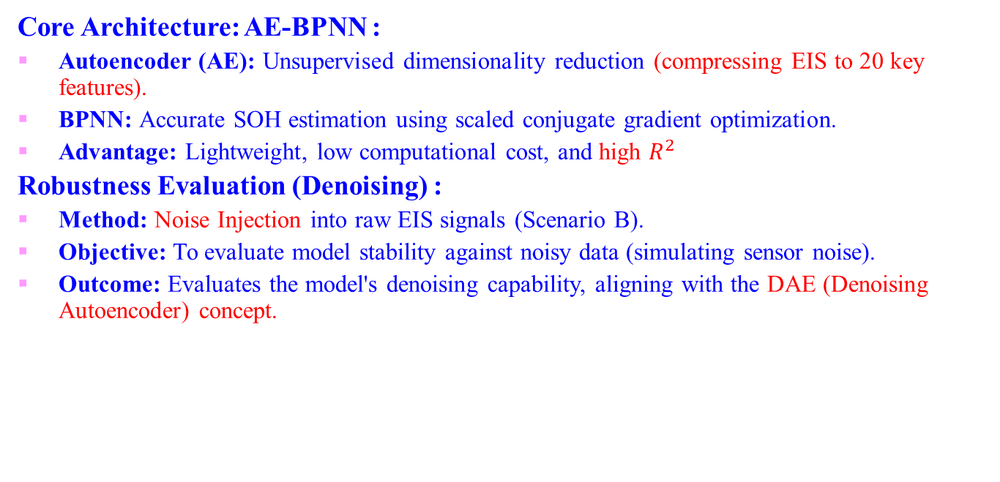 Core Architecture: AE-BPNN :
▪ Autoencoder (AE): Unsupervised dimensionality reduction (compressing EIS to 20 key
features).
▪ BPNN: Accurate SOH estimation using scaled conjugate gradient optimization.
▪ Advantage: Lightweight, low computational cost, and high R²
Robustness Evaluation (Denoising) :
▪ Method: Noise Injection into raw EIS signals (Scenario B).
▪ Objective: To evaluate model stability against noisy data (simulating sensor noise).
▪ Outcome: Evaluates the model's denoising capability, aligning with the DAE (Denoising
Autoencoder) concept.